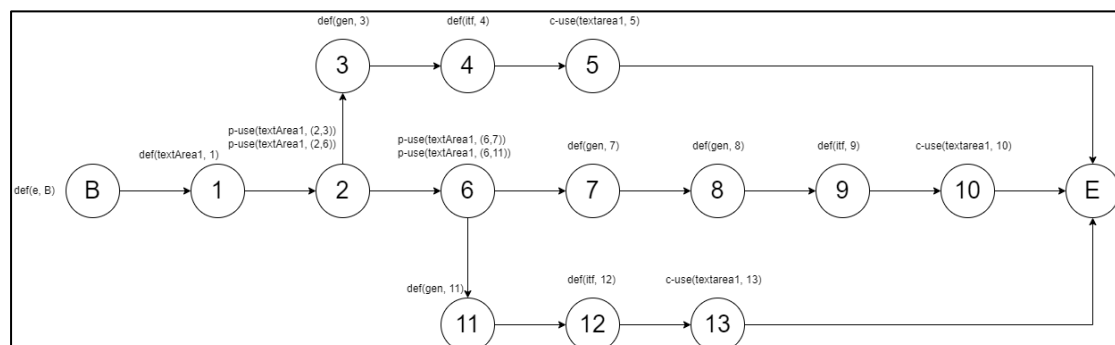 def(gen, 3)
def(itf, 4)
c-use(textarea1, 5)
3
4
5
p-use(textArea1, (2,3))
p-use(textArea1, (2,6))
p-use(textArea1, (6,7))
p-use(textArea1, (6,11))
def(textArea1, 1)
def(gen, 7)
def(gen, 8)
def(itf, 9)
c-use(textarea1, 10)
def(e, B)
B
1
2
6
7
8
9
10
E
def(gen, 11)
def(itf, 12)
c-use(textarea1, 13)
11
12
13